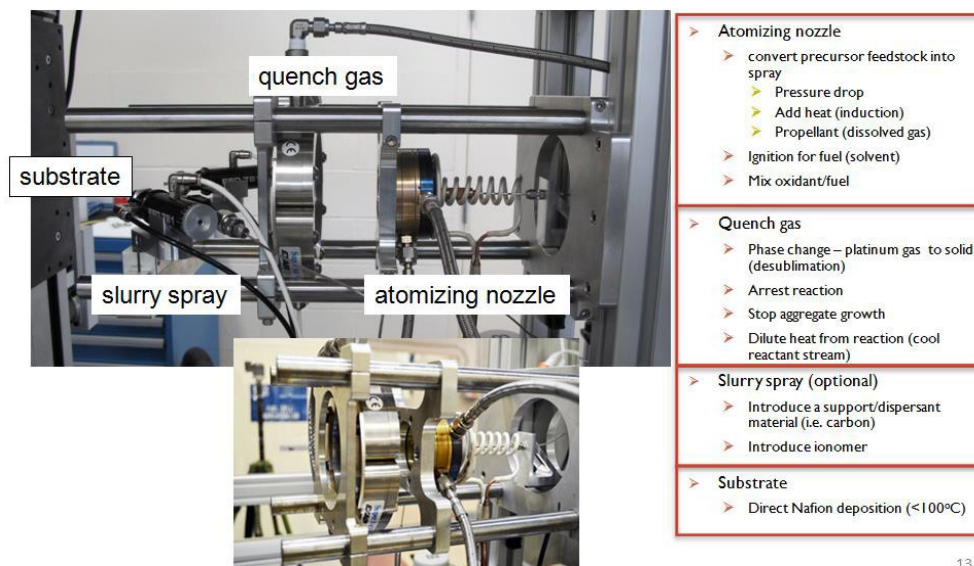 quench gas
substrate
slurry spray
atomizing nozzle
Atomizing nozzle
convert precursor feedstock into
spray
Pressure drop
Add heat (induction)
Propellant (dissolved gas)
Ignition for fuel (solvent)
Mix oxidant/fuel
Quench gas
Phase change – platinum gas to solid
(desublimation)
Arrest reaction
Stop aggregate growth
Dilute heat from reaction (cool
reactant stream)
Slurry spray (optional)
Introduce a support/dispersant
material (i.e. carbon)
Introduce ionomer
Substrate
Direct Nafion deposition (<100°C)
13